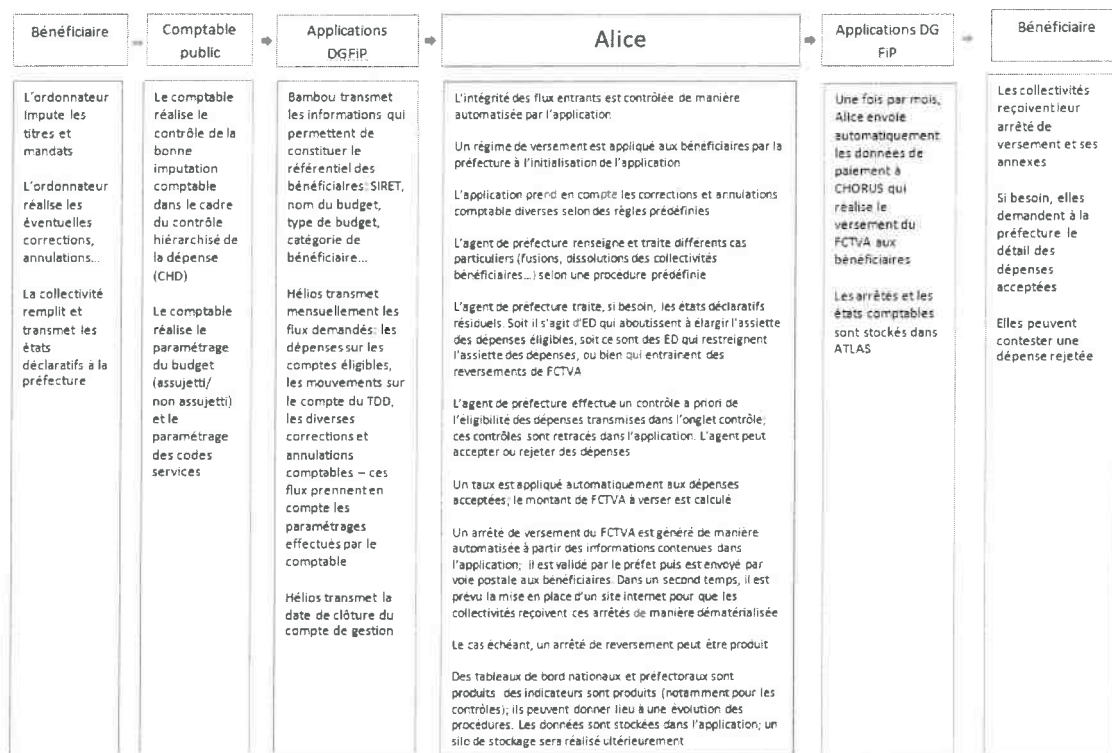 Bénéficiaire
Comptable
public
Applications
DGFiP
Alice
Applications DG
FiP
Bénéficiaire
L'ordonnateur
Impute les
titres et
mandats
L'ordonnateur
réalise les
éventuelles
corrections,
annulations...
La collectivité
remplit et
transmet les
états
déclaratifs à la
préfecture
Le comptable
réalise le
contrôle de la
bonne
imputation
comptable
dans le cadre
du contrôle
hiérarchisé de
la dépense
(CHD)
Le comptable
réalise le
paramétrage
du budget
(assujetti/
non assujetti)
et le
paramétrage
des codes
services
Bambou transmet
les informations qui
permettent de
constituer le
référentiel des
bénéficiaires: SIRET,
nom du budget,
type de budget,
catégorie de
bénéficiaire...
Hélios transmet
mensuellement les
flux demandés: les
dépenses sur les
comptes éligibles,
les mouvements sur
le compte du TDD,
les diverses
corrections et
annulations
comptables – ces
flux prennent en
compte les
paramétrages
effectués par le
comptable
Hélios transmet la
date de clôture du
compte de gestion
L'intégrité des flux entrants est contrôlée de manière
automatisée par l'application
Un régime de versement est appliqué aux bénéficiaires par la
préfecture à l'initialisation de l'application
L'application prend en compte les corrections et annulations
comptable diverses selon des règles prédéfinies
L'agent de préfecture renseigne et traite différents cas
particuliers (fusions, dissolutions des collectivités
bénéficiaires...) selon une procédure prédéfinie
L'agent de préfecture traite, si besoin, les états déclaratifs
résiduels. Soit il s'agit d'ED qui aboutissent à élargir l'assiette
des dépenses éligibles, soit ce sont des ED qui restreignent
l'assiette des dépenses, ou bien qui entrainent des
reversements de FCTVA
L'agent de préfecture effectue un contrôle a priori de
l'éligibilité des dépenses transmises dans l'onglet contrôle;
ces contrôles sont retracés dans l'application. L'agent peut
accepter ou rejeter des dépenses
Un taux est appliqué automatiquement aux dépenses
acceptées; le montant de FCTVA à verser est calculé
Un arrêté de versement du FCTVA est généré de manière
automatisée à partir des informations contenues dans
l'application; il est validé par le préfet puis est envoyé par
voie postale aux bénéficiaires. Dans un second temps, il est
prévu la mise en place d'un site internet pour que les
collectivités reçoivent ces arrêtés de manière dématérialisée
Le cas échéant, un arrêté de reversement peut être produit
Des tableaux de bord nationaux et préfectoraux sont
produits des indicateurs sont produits (notamment pour les
contrôles); ils peuvent donner lieu à une évolution des
procédures. Les données sont stockées dans l'application; un
silo de stockage sera réalisé ultérieurement
Une fois par mois,
Alice envoie
automatiquement
les données de
paiement à
CHORUS qui
réalise le
versement du
FCTVA aux
bénéficiaires
Les arrêtés et les
états comptables
sont stockés dans
ATLAS
Les collectivités
reçoivent leur
arrêté de
versement et ses
annexes
Si besoin, elles
demandent à la
préfecture le
détail des
dépenses
acceptées
Elles peuvent
contester une
dépense rejetée